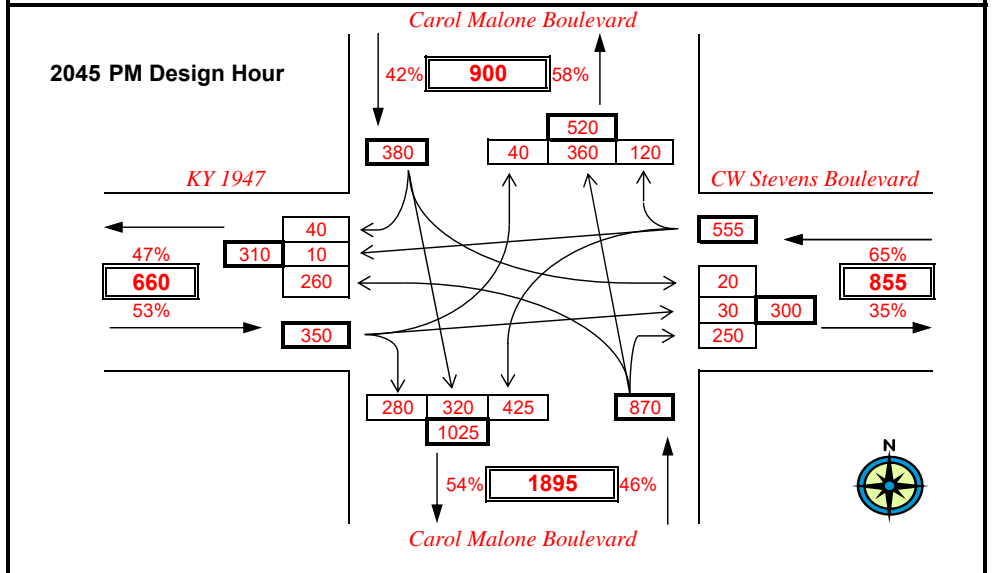 Carol Malone Boulevard
2045 PM Design Hour
42% 900 58%
520
380 40 360 120
KY 1947 CW Stevens Boulevard
40 555
47% 310 10 65%
660 260 20 855
53% 30 300 35%
350 250
280 320 425 870
1025
N
54% 1895 46%
Carol Malone Boulevard